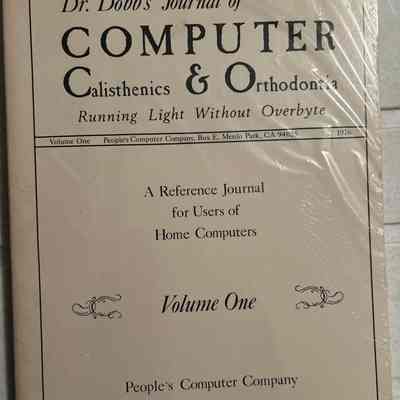 Dr. Dobb's Journal of
COMPUTER
Calisthenics & Orthodontia
Running Light Without Overbyte
Volume One People's Computer Company, Box E, Menlo Park, CA 94025 1976
A Reference Journal
for Users of
Home Computers
Volume One
People's Computer Company